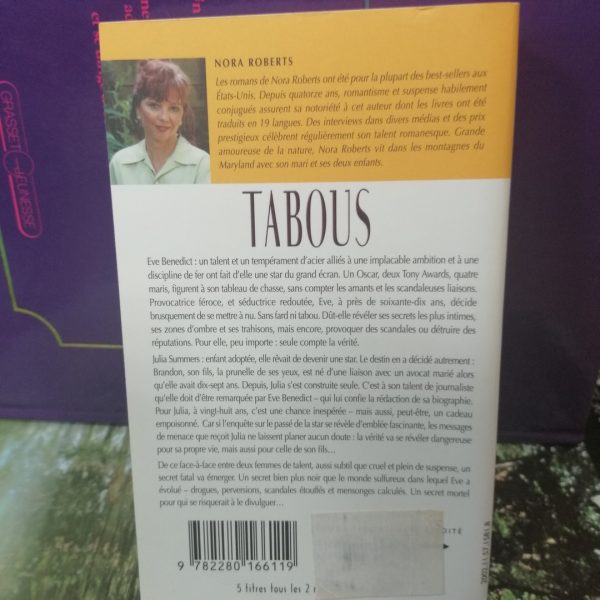 NORA ROBERTS
Les romans de Nora Roberts ont été pour la plupart des best-sellers aux
États-Unis. Depuis quatorze ans, romantisme et suspense habilement
conjugués assurent sa notoriété à cet auteur dont les livres ont été
traduits en 19 langues. Des interviews dans divers médias et des prix
prestigieux célèbrent régulièrement son talent romanesque. Grande
amoureuse de la nature, Nora Roberts vit dans les montagnes du
Maryland avec son mari et ses deux enfants.
TABOUS
Eve Benedict : un talent et un tempérament d'acier alliés à une implacable ambition et à une
discipline de fer ont fait d'elle une star du grand écran. Un Oscar, deux Tony Awards, quatre
maris, figurent à son tableau de chasse, sans compter les amants et les scandaleuses liaisons.
Provocatrice féroce, et séductrice redoutée, Eve, à près de soixante-dix ans, décide
brusquement de se mettre à nu. Sans fard ni tabou. Dût-elle révéler ses secrets les plus intimes,
ses zones d'ombre et ses trahisons, mais encore, provoquer des scandales ou détruire des
réputations. Pour elle, peu importe : seule compte la vérité.
Julia Summers : enfant adoptée, elle rêvait de devenir une star. Le destin en a décidé autrement :
Brandon, son fils, la prunelle de ses yeux, est né d'une liaison avec un avocat marié alors
qu'elle avait dix-sept ans. Depuis, Julia s'est construite seule. C'est à son talent de journaliste
qu'elle doit d'être remarquée par Eve Benedict – qui lui confie la rédaction de sa biographie.
Pour Julia, à vingt-huit ans, c'est une chance inespérée – mais aussi, peut-être, un cadeau
empoisonné. Car si l'enquête sur le passé de la star se révèle d'emblée fascinante, les messages
de menace que reçoit Julia ne laissent planer aucun doute : la vérité va se révéler dangereuse
pour sa propre vie, mais aussi pour celle de son fils...
De ce face-à-face entre deux femmes de talent, aussi subtil que cruel et plein de suspense, un
secret fatal va émerger. Un secret bien plus noir que le monde sulfureux dans lequel Eve a
évolué – drogues, perversions, scandales étouffés et mensonges calculés. Un secret mortel
pour qui se risquerait à le divulguer...
9 782280 166119
5 titres tous les 2
2002.11.57.1581.8
GRASSET JEUNESSE